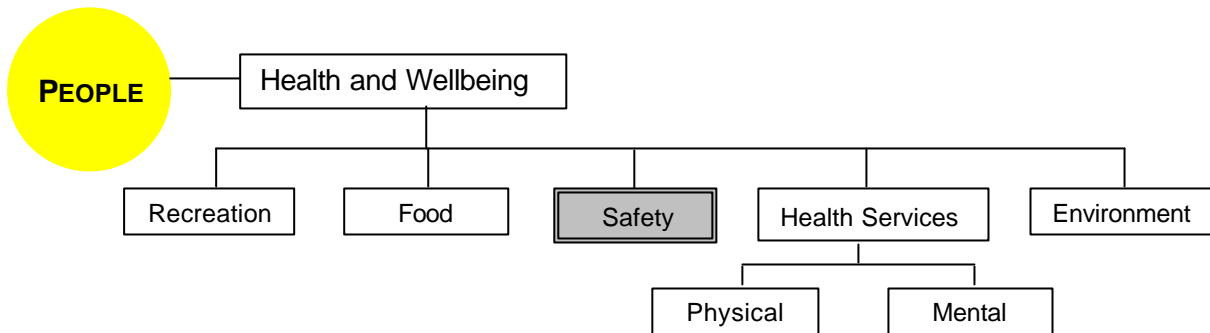 PEOPLE
Health and Wellbeing
Recreation
Food
Safety
Health Services
Environment
Physical
Mental